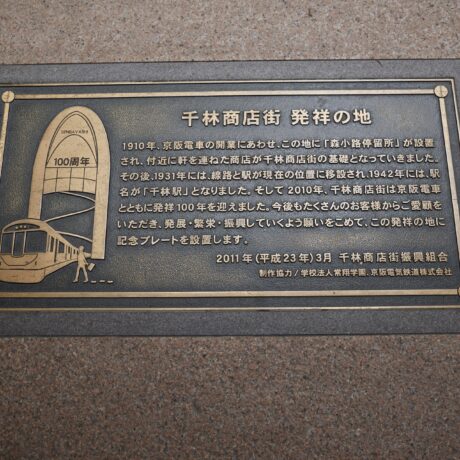 千林商店街 発祥の地
1910年、京阪電車の開業にあわせ、この地に「森小路停留所」が設置
され、付近に軒を連ねた商店が千林商店街の基礎となっていきました。
その後、1931年には、線路と駅が現在の位置に移設され、1942年には、駅
名が「千林駅」となりました。そして2010年、千林商店街は京阪電車
とともに発祥100年を迎えました。今後もたくさんのお客様からご愛顧を
いただき、発展・繁栄・振興していくよう願いをこめて、この発祥の地に
記念プレートを設置します。
2011年(平成23年)3月 千林商店街振興組合
制作協力/学校法人常翔学園、京阪電気鉄道株式会社
100周年